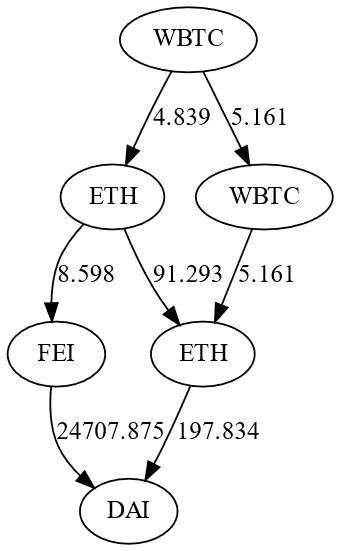 WBTC
4.839 5.161
ETH WBTC
8.598 91.293 5.161
FEI ETH
24707.875 197.834
DAI